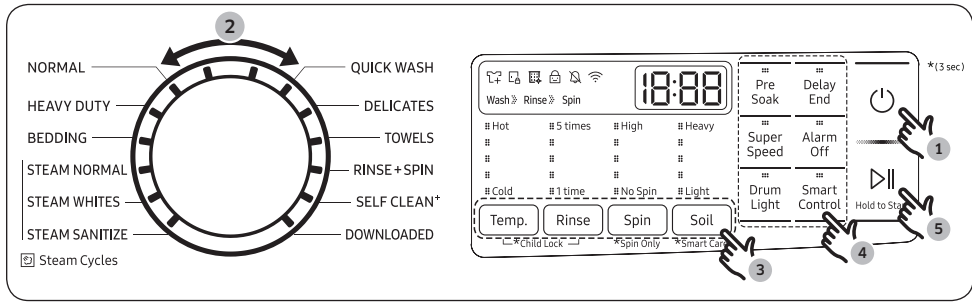 2
NORMAL
QUICK WASH
HEAVY DUTY
DELICATES
BEDDING
TOWELS
STEAM NORMAL
RINSE+SPIN
STEAM WHITES
SELF CLEAN+
STEAM SANITIZE
DOWNLOADED
Steam Cycles
18:88
Wash» Rinse» Spin
Hot 5 times High Heavy
Cold 1 time No Spin Light
Temp. Rinse Spin Soil
*Child Lock *Spin Only *Smart Care
3
Pre Delay
Soak End
Super Alarm
Speed Off
Drum Smart
Light Control
4
*(3 sec)
1
Hold to
5